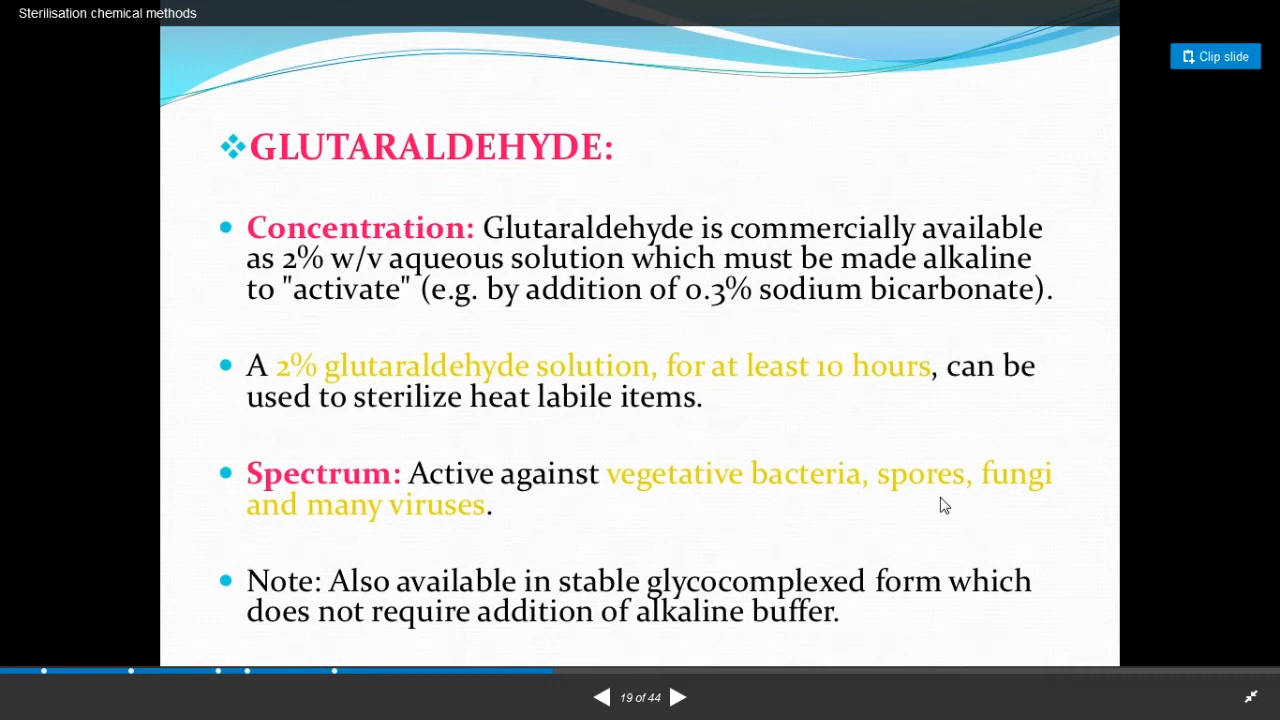 Sterilisation chemical methods
Clip slide
❖GLUTARALDEHYDE:
• Concentration: Glutaraldehyde is commercially available
as 2% w/v aqueous solution which must be made alkaline
to "activate" (e.g. by addition of 0.3% sodium bicarbonate).
• A 2% glutaraldehyde solution, for at least 10 hours, can be
used to sterilize heat labile items.
• Spectrum: Active against vegetative bacteria, spores, fungi
and many viruses.
• Note: Also available in stable glycocomplexed form which
does not require addition of alkaline buffer.
19 of 44